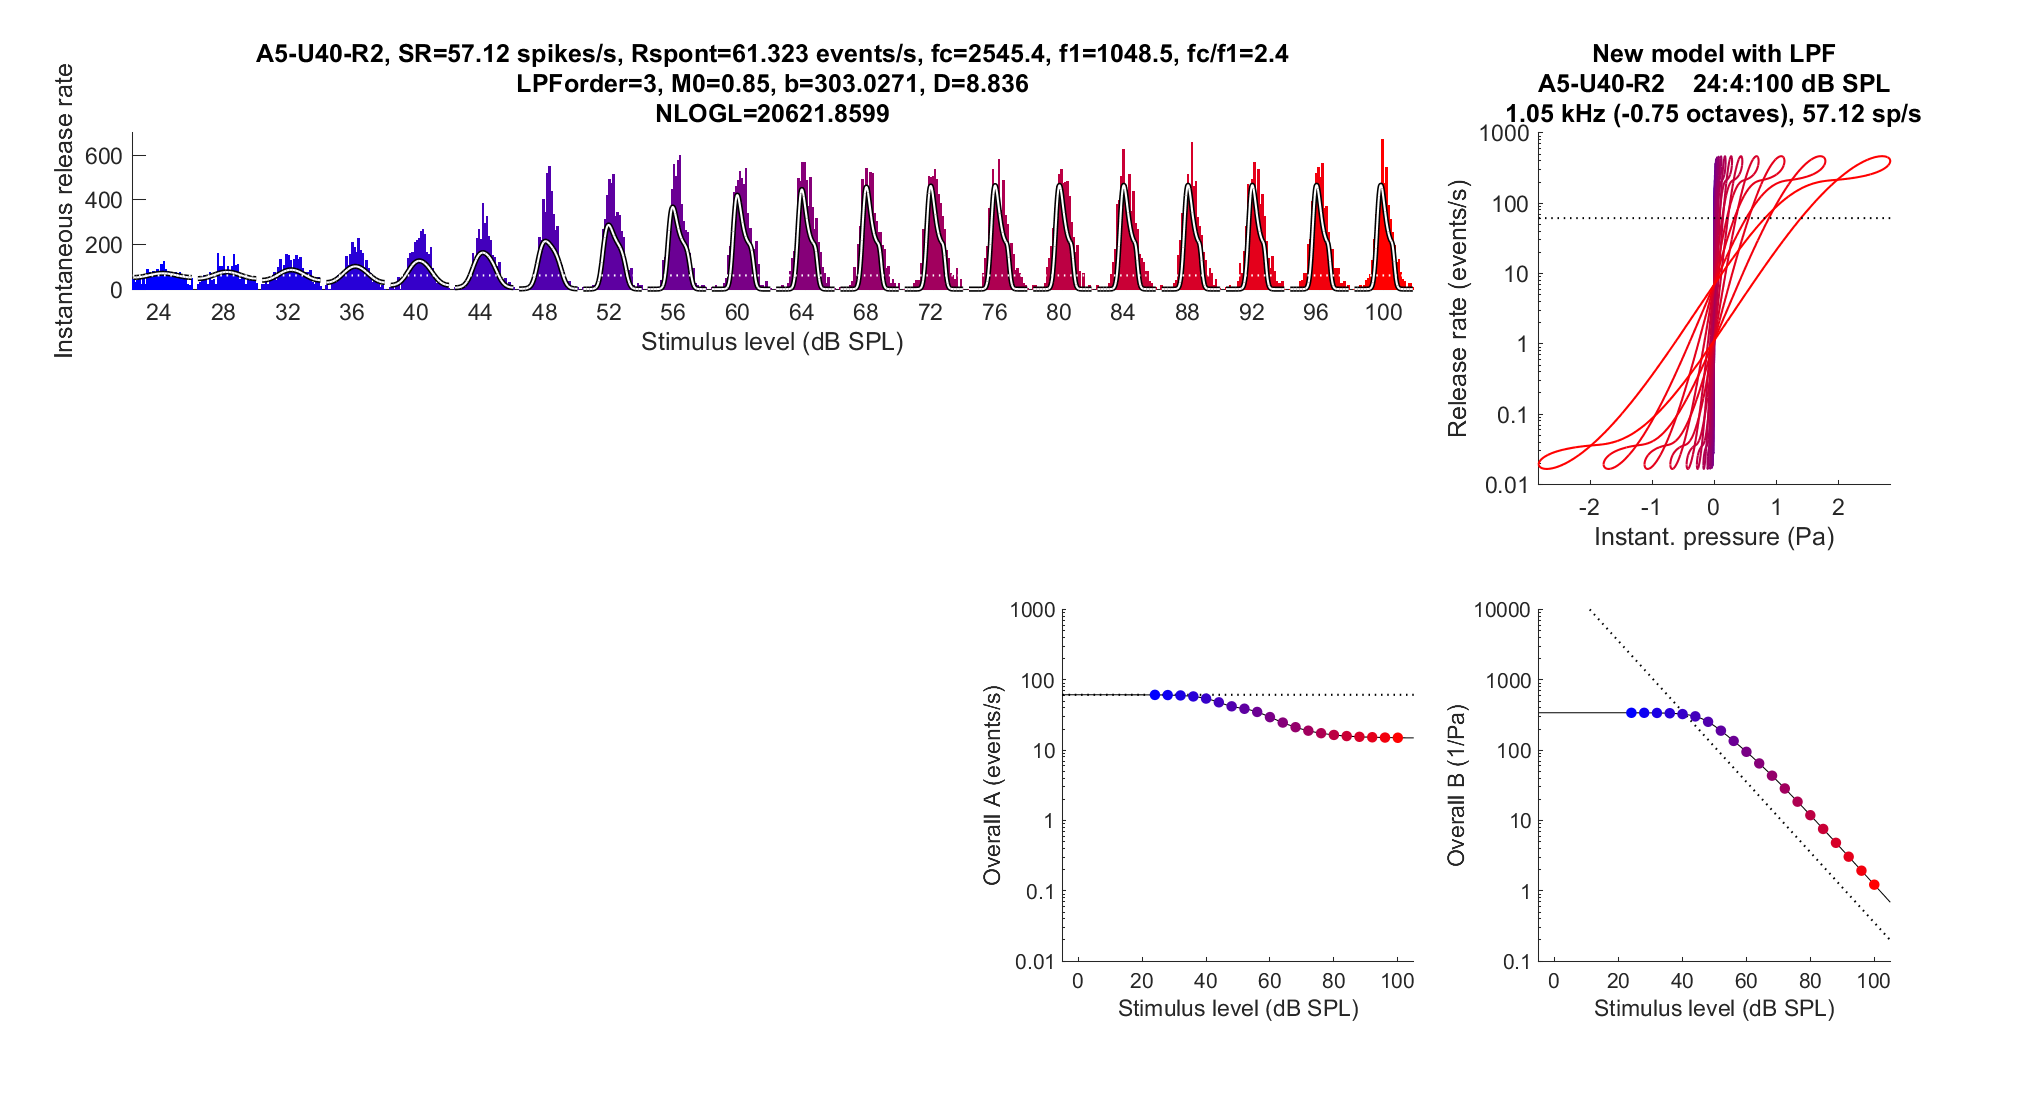 A5-U40-R2, SR=57.12 spikes/s, Rspont=61.323 events/s, fc=2545.4, f1=1048.5, fc/f1=2.4
LPForder=3, M0=0.85, b=303.0271, D=8.836
NLOGL=20621.8599
Instantaneous release rate
600
400
200
0
24 28 32 36 40 44 48 52 56 60 64 68 72 76 80 84 88 92 96 100
Stimulus level (dB SPL)
New model with LPF
A5-U40-R2 24:4:100 dB SPL
1.05 kHz (-0.75 octaves), 57.12 sp/s
Release rate (events/s)
1000
100
10
1
0.1
0.01
-2 -1 0 1 2
Instant. pressure (Pa)
Overall A (events/s)
1000
100
10
1
0.1
0.01
0 20 40 60 80 100
Stimulus level (dB SPL)
Overall B (1/Pa)
10000
1000
100
10
1
0.1
0 20 40 60 80 100
Stimulus level (dB SPL)